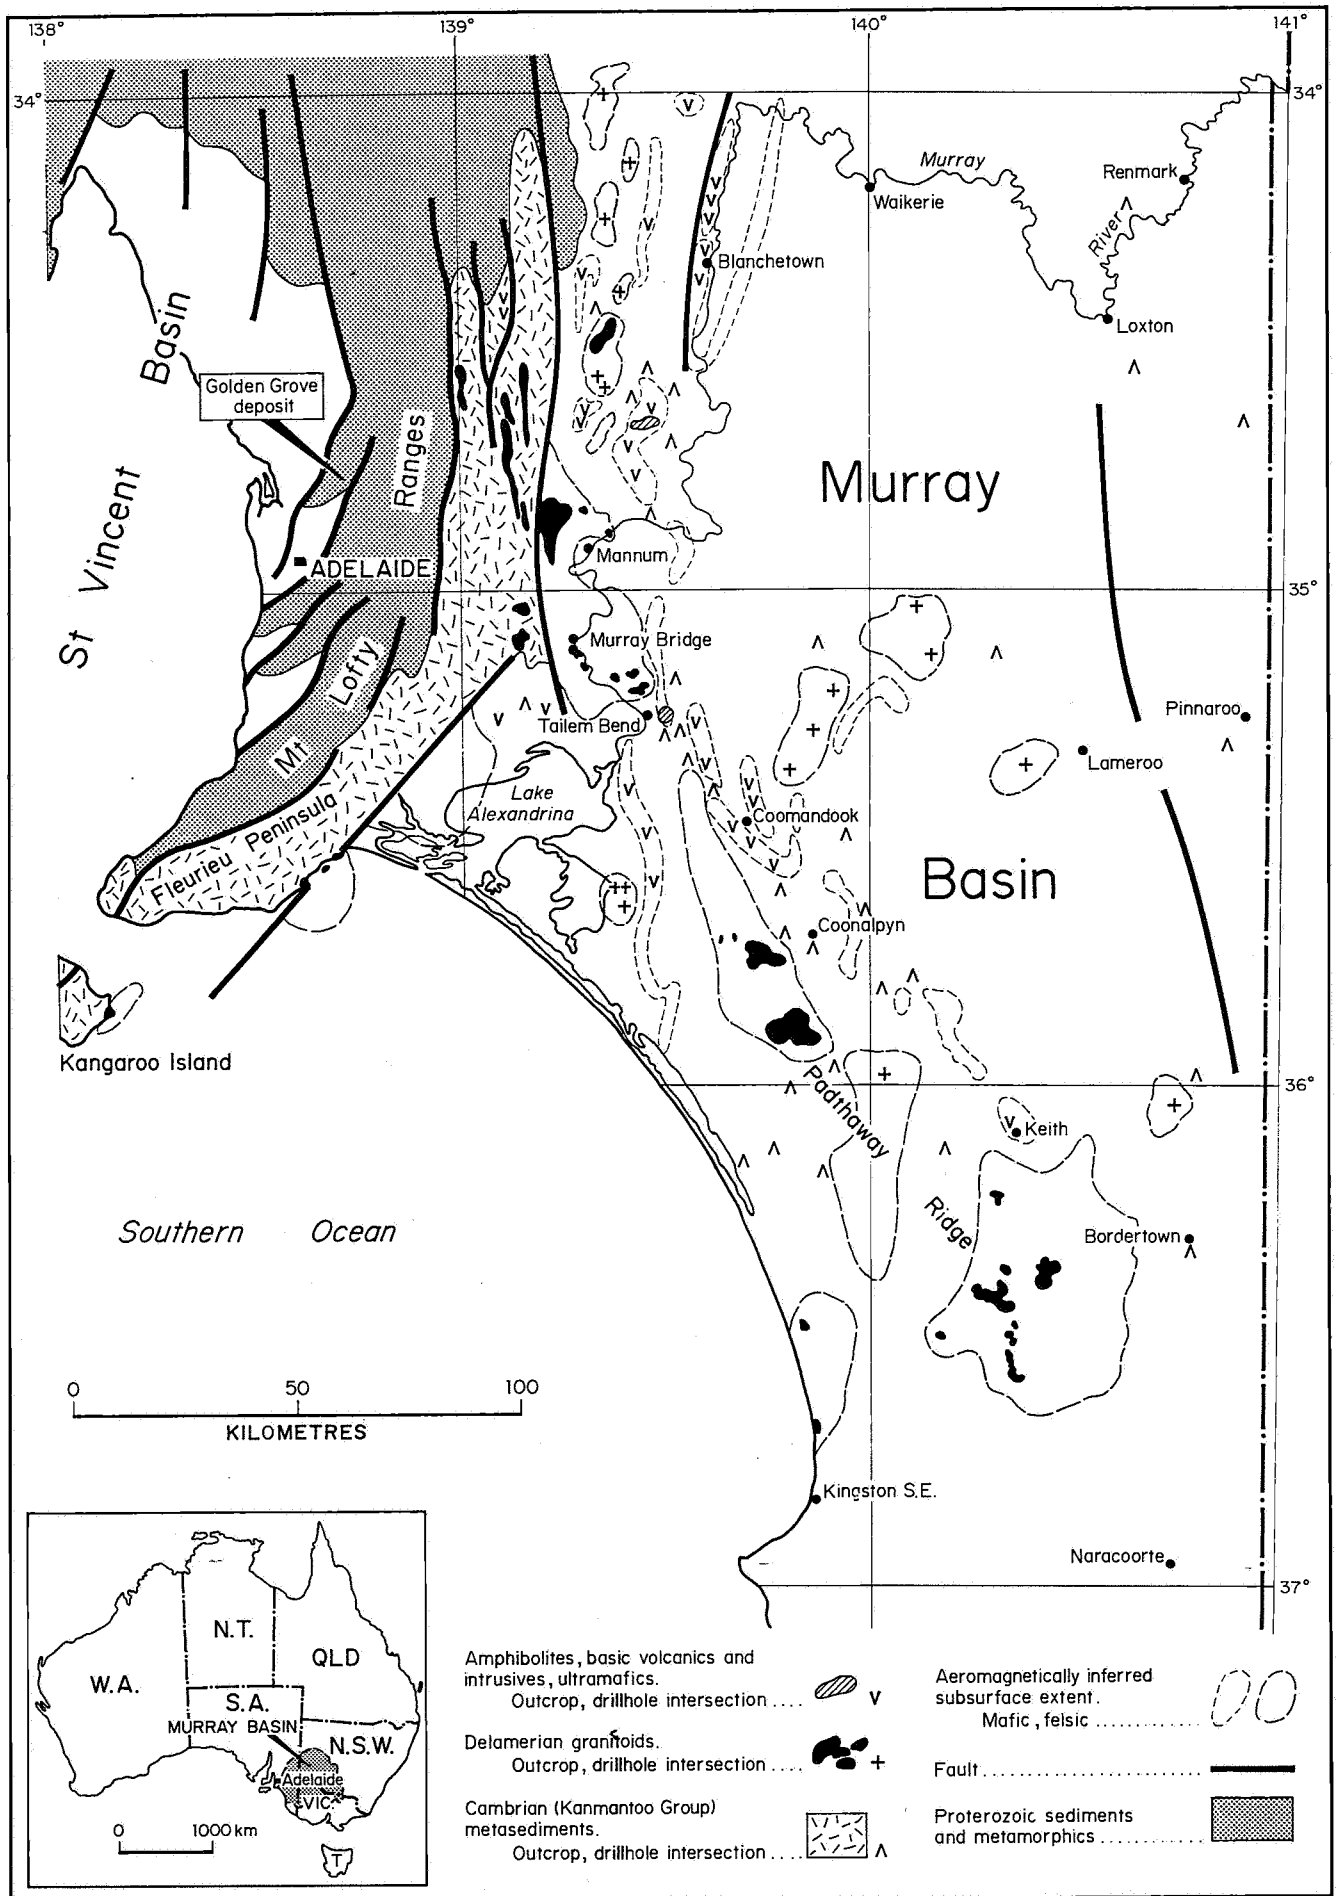 138°
139°
140°
141°
34°
34°
Murray
Renmark
Waikerie
River
Blanchetown
Loxton
Basin
Golden Grove
deposit
Ranges
Murray
St Vincent
Mannum
ADELAIDE
35°
Murray Bridge
Lofty
Pinnaroo
Tailem Bend
Mt
Lameroo
Lake
Alexandrina
Coomandook
Fleurieu Peninsula
Basin
Coonalpyn
Kangaroo Island
Padthaway
36°
Keith
Ridge
Southern Ocean
Bordertown
0 50 100
KILOMETRES
Kingston S.E.
Naracoorte
37°
W.A.
N.T.
QLD
S.A.
MURRAY BASIN
N.S.W.
Adelaide
VIC.
0 1000 km
T
Amphibolites, basic volcanics and
intrusives, ultramafics.
Outcrop, drillhole intersection .... v
Delamerian granitoids.
Outcrop, drillhole intersection .... +
Cambrian (Kanmantoo Group)
metasediments.
Outcrop, drillhole intersection .... ʌ
Aeromagnetically inferred
subsurface extent.
Mafic, felsic ............
Fault ............................
Proterozoic sediments
and metamorphics ............